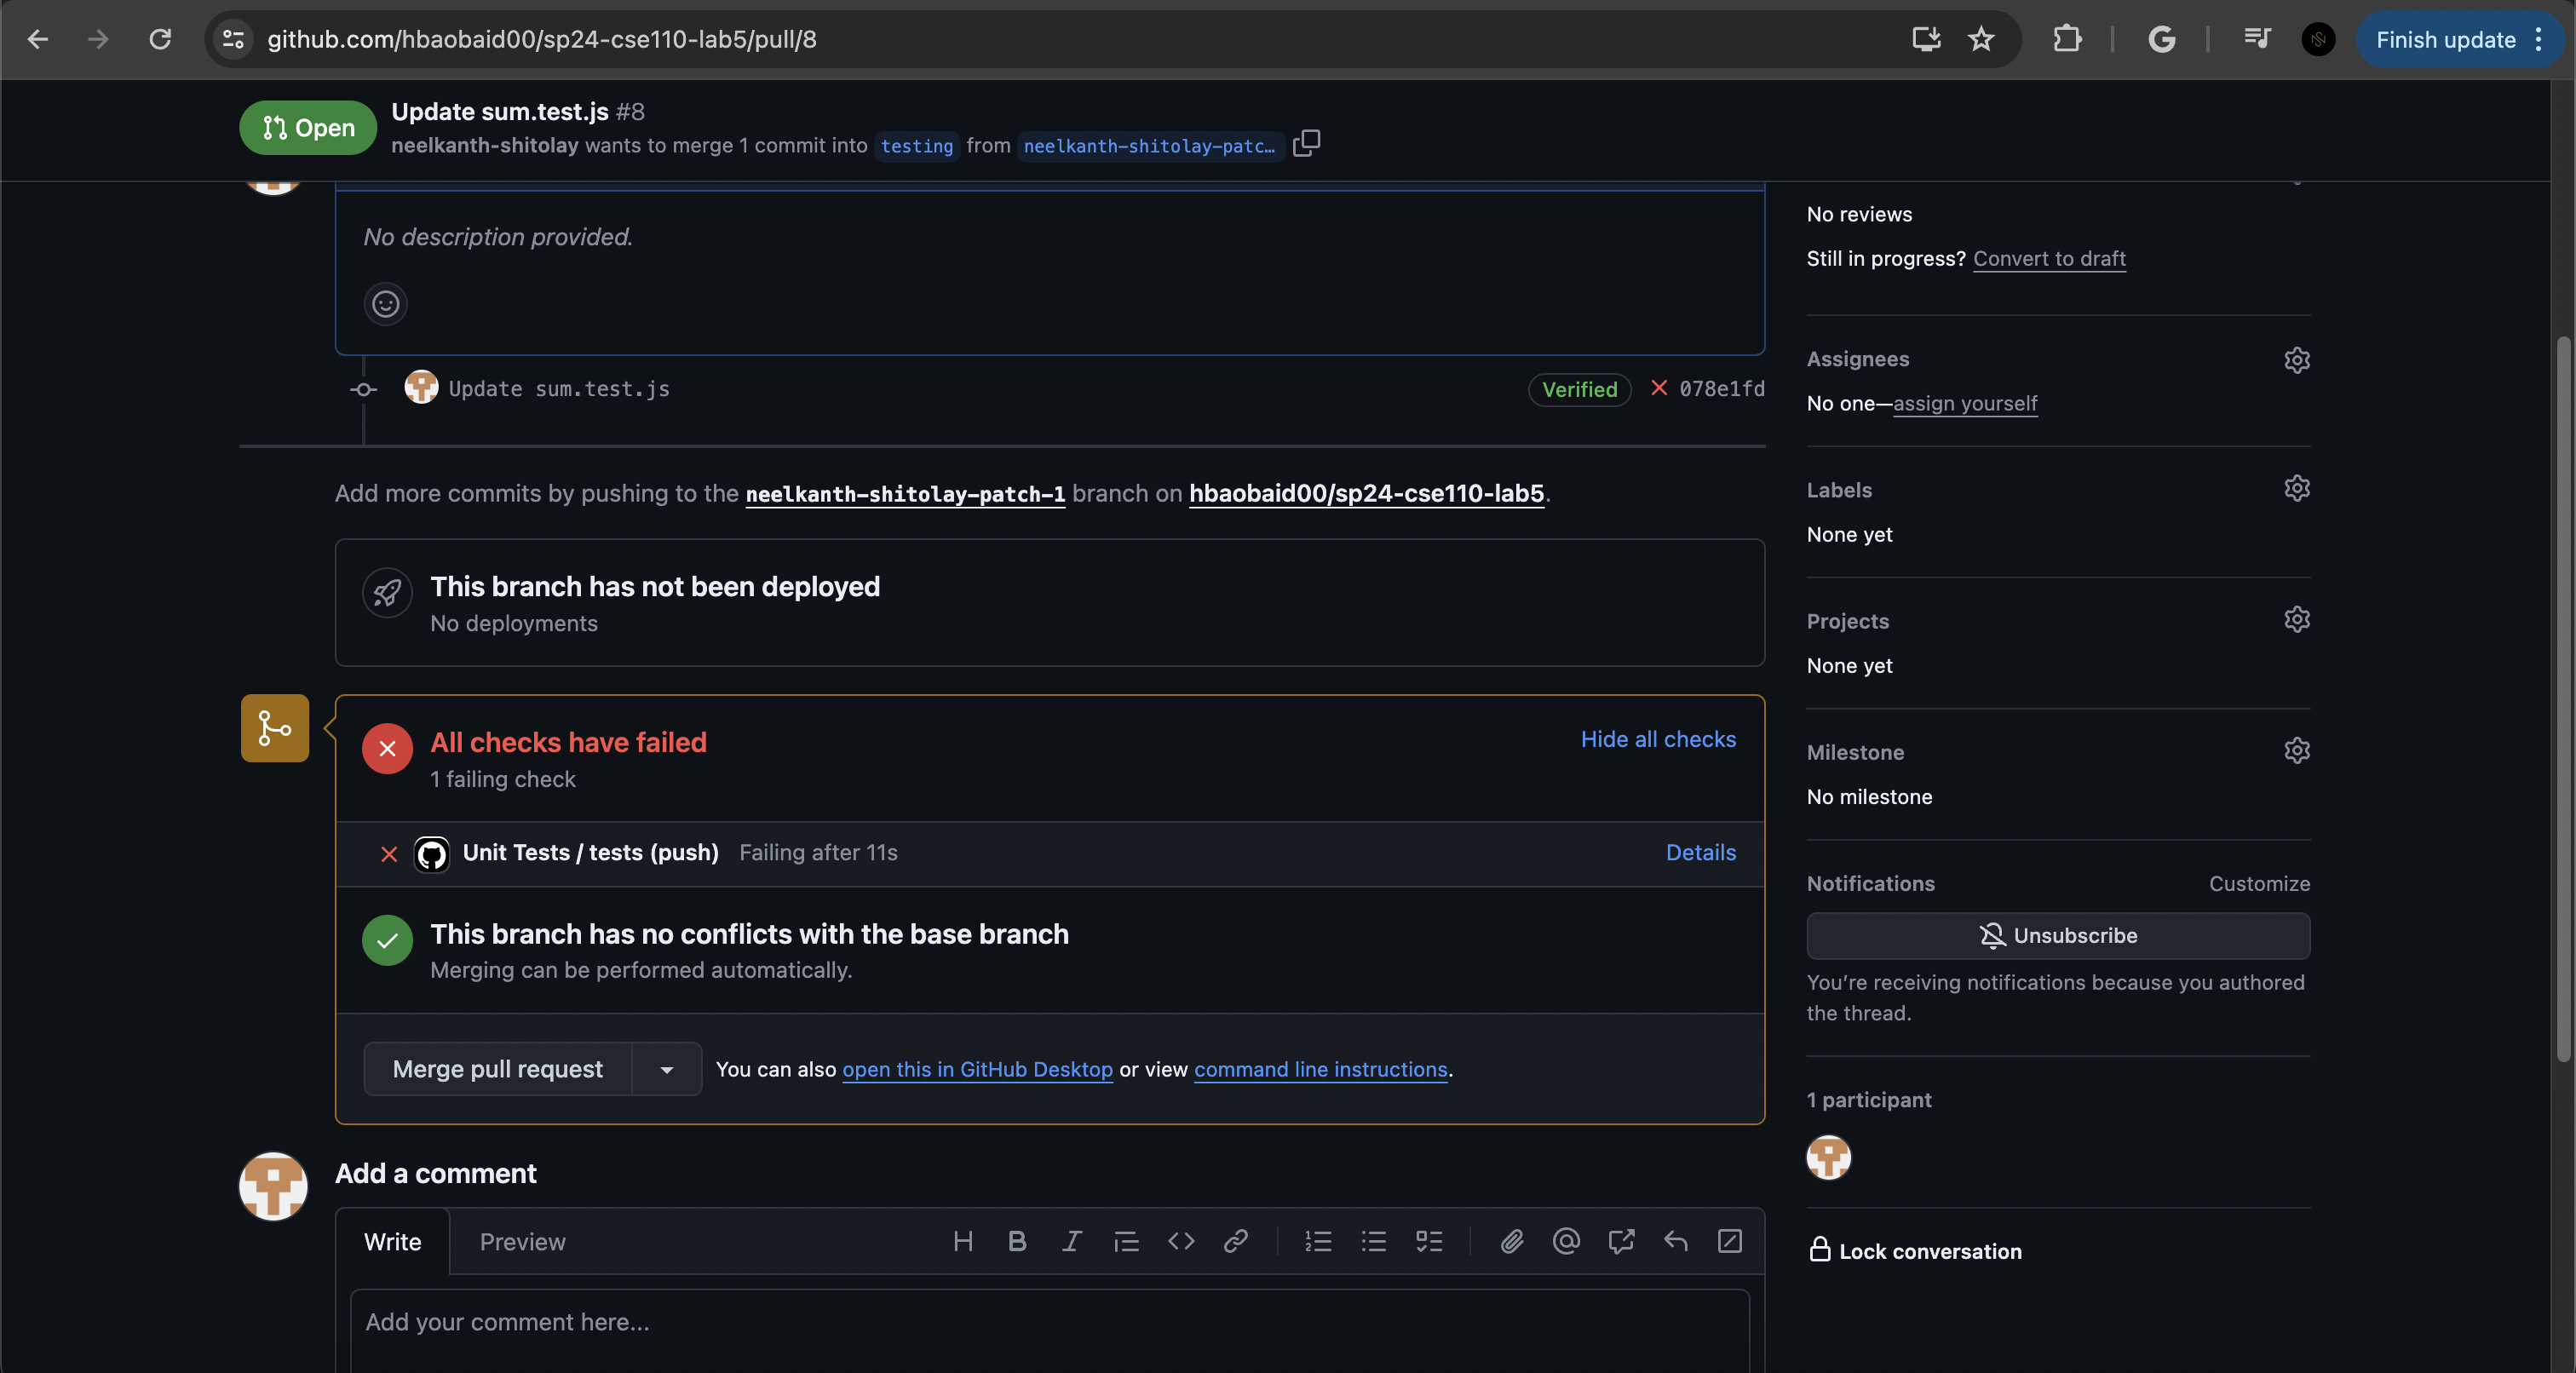 github.com/hbaobaid00/sp24-cse110-lab5/pull/8
Finish update
Open
Update sum.test.js #8
neelkanth-shitolay wants to merge 1 commit into testing from neelkanth-shitolay-patc…
No description provided.
Update sum.test.js
Verified
078e1fd
Add more commits by pushing to the neelkanth-shitolay-patch-1 branch on hbaobaid00/sp24-cse110-lab5.
This branch has not been deployed
No deployments
All checks have failed
Hide all checks
1 failing check
Unit Tests / tests (push) Failing after 11s
Details
This branch has no conflicts with the base branch
Merging can be performed automatically.
Merge pull request
You can also open this in GitHub Desktop or view command line instructions.
Add a comment
Write
Preview
Add your comment here...
No reviews
Still in progress? Convert to draft
Assignees
No one—assign yourself
Labels
None yet
Projects
None yet
Milestone
No milestone
Notifications
Customize
Unsubscribe
You're receiving notifications because you authored
the thread.
1 participant
Lock conversation